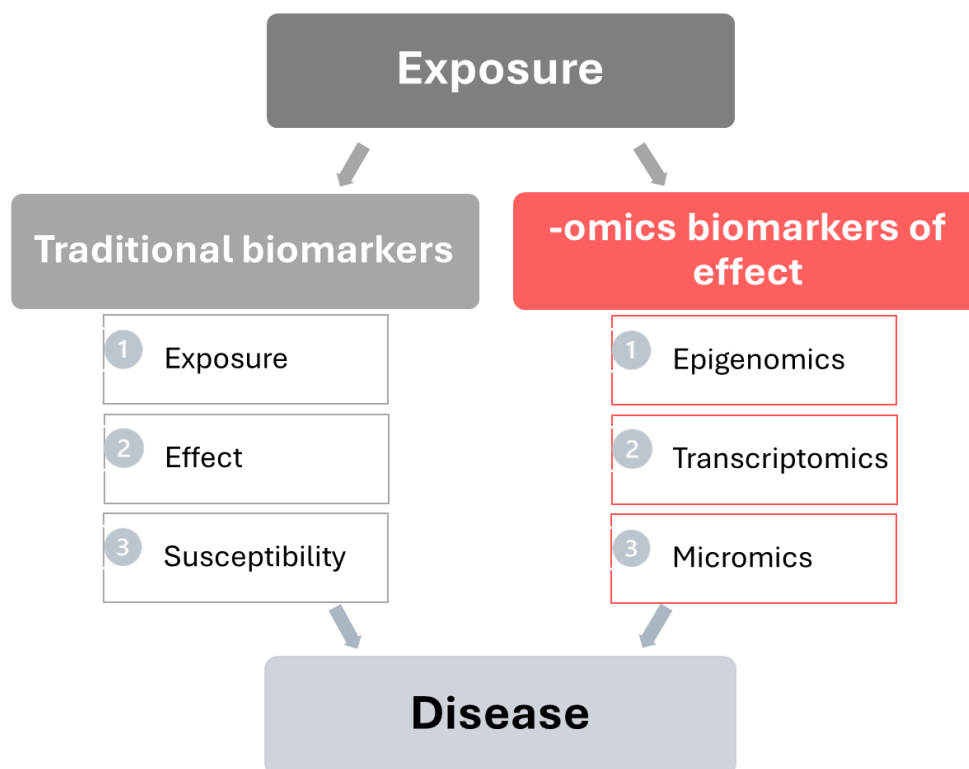 Exposure
Traditional biomarkers
1 Exposure
2 Effect
3 Susceptibility
-omics biomarkers of
effect
1 Epigenomics
2 Transcriptomics
3 Micromics
Disease